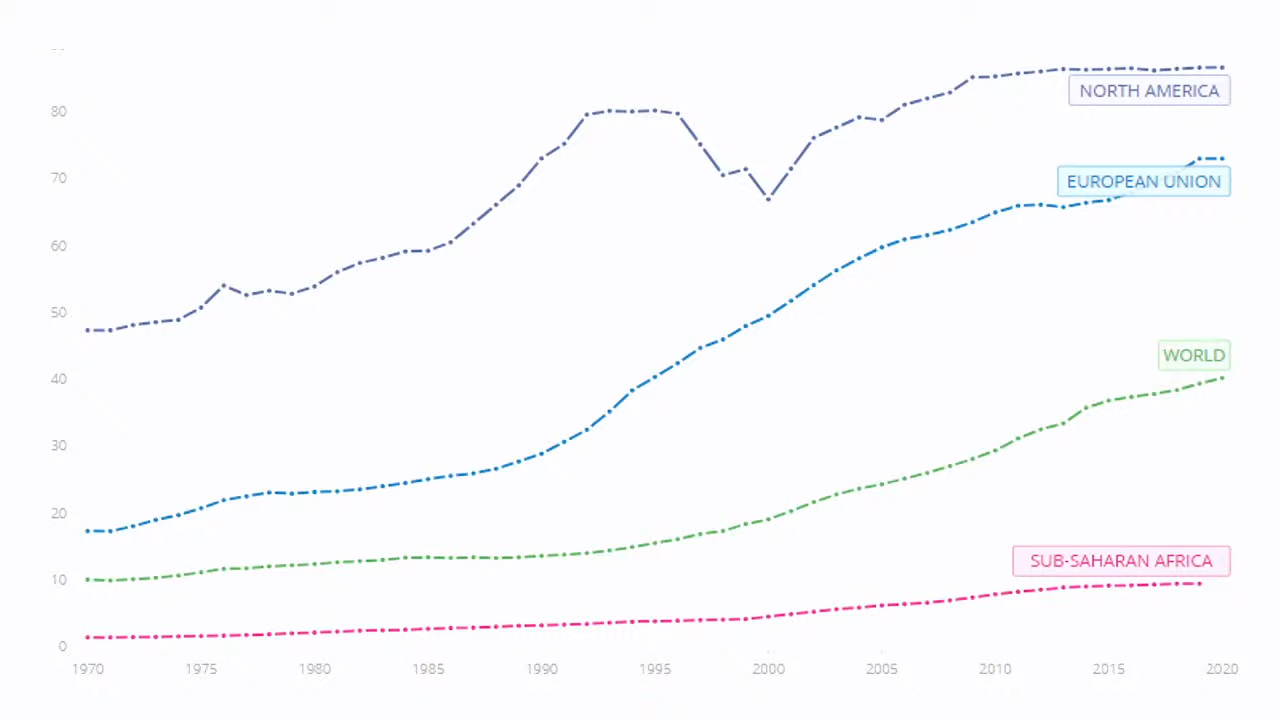 80
NORTH AMERICA
70
EUROPEAN UNION
60
50
WORLD
40
30
20
SUB-SAHARAN AFRICA
10
0
1970 1975 1980 1985 1990 1995 2000 2005 2010 2015 2020